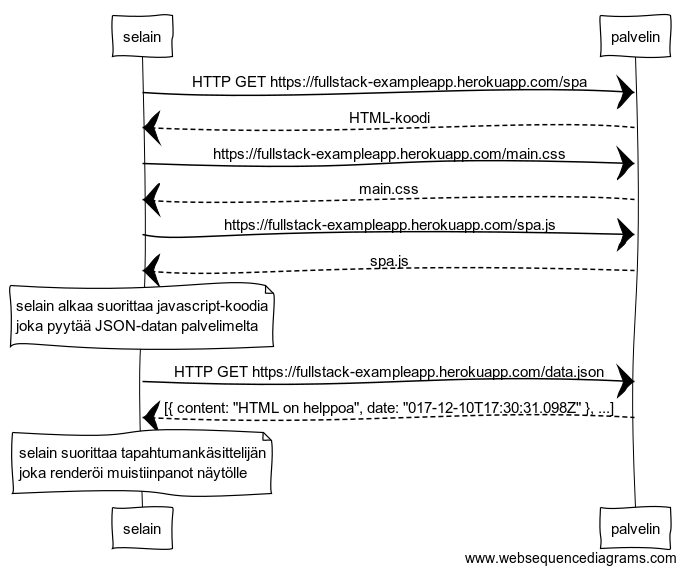 selain
palvelin
HTTP GET https://fullstack-exampleapp.herokuapp.com/spa
HTML-koodi
https://fullstack-exampleapp.herokuapp.com/main.css
main.css
https://fullstack-exampleapp.herokuapp.com/spa.js
spa.js
selain alkaa suorittaa javascript-koodia
joka pyytää JSON-datan palvelimelta
HTTP GET https://fullstack-exampleapp.herokuapp.com/data.json
[{ content: "HTML on helppoa", date: "017-12-10T17:30:31.098Z" }, ...]
selain suorittaa tapahtumankäsittelijän
joka renderöi muistiinpanot näytölle
selain
palvelin
www.websequencediagrams.com